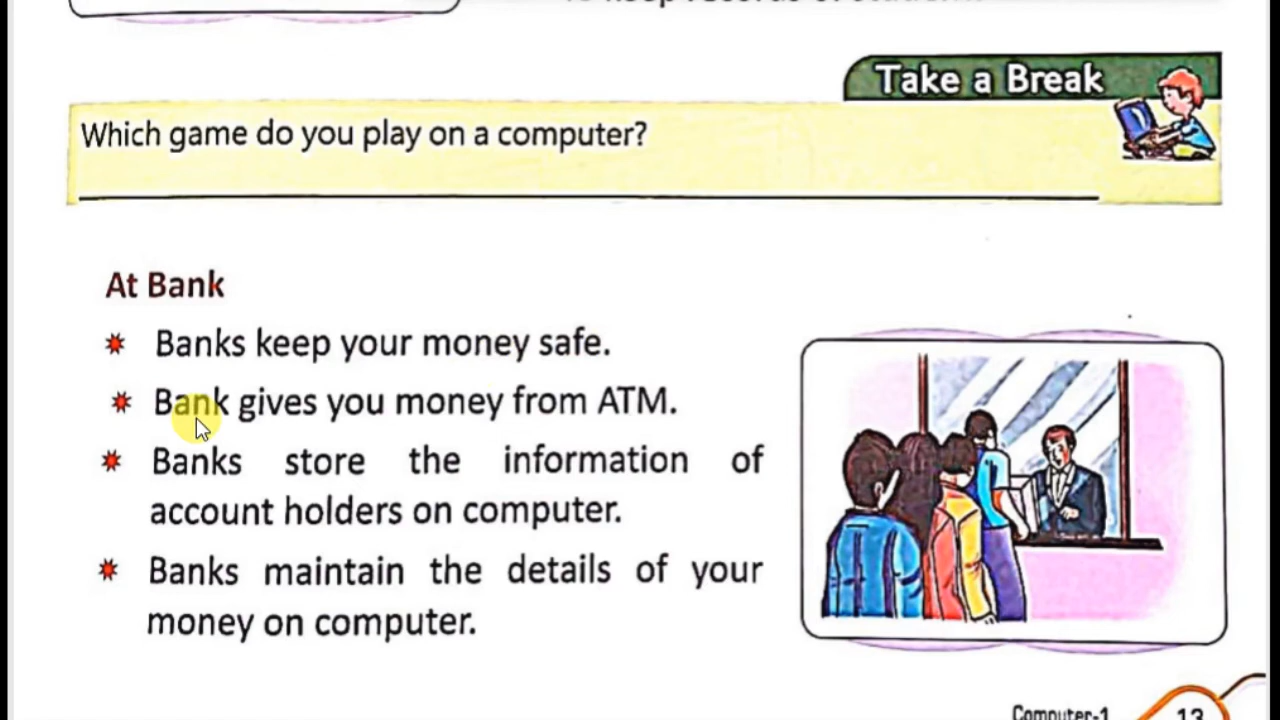 Take a Break
Which game do you play on a computer?
At Bank
Banks keep your money safe.
Bank gives you money from ATM.
Banks store the information of
account holders on computer.
Banks maintain the details of your
money on computer.
Computer-1 13